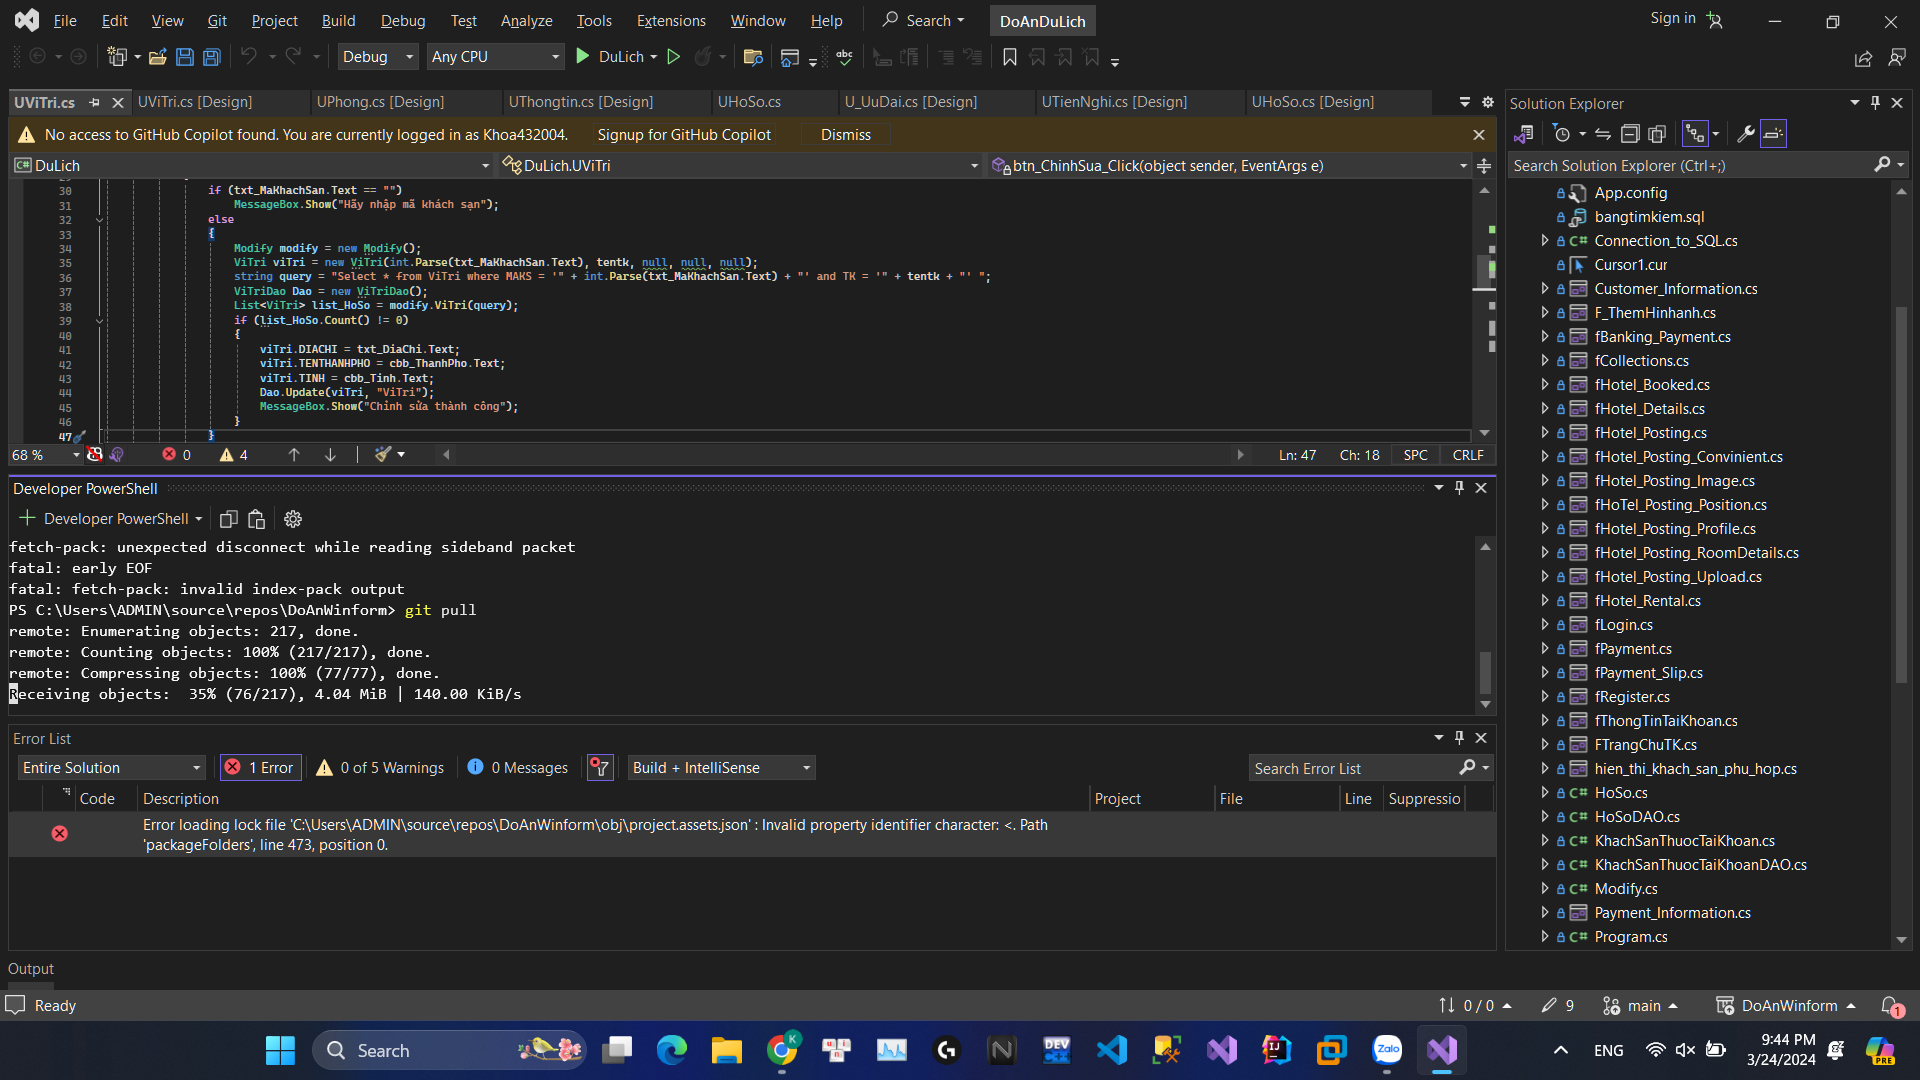 File Edit View Git Project Build Debug Test Analyze Tools Extensions Window Help Search DoAnDuLich Sign in
Debug Any CPU DuLich
UViTri.cs UViTri.cs [Design] UPhong.cs [Design] UThongtin.cs [Design] UHoSo.cs U_UuDai.cs [Design] UTienNghi.cs [Design] UHoSo.cs [Design]
No access to GitHub Copilot found. You are currently logged in as Khoa432004. Signup for GitHub Copilot Dismiss
DuLich DuLich.UViTri btn_ChinhSua_Click(object sender, EventArgs e)
30 if (txt_MaKhachSan.Text == "")
31 MessageBox.Show("Hãy nhập mã khách sạn");
32 else
33 {
34 Modify modify = new Modify();
35 ViTri viTri = new ViTri(int.Parse(txt_MaKhachSan.Text), tentk, null, null, null);
36 string query = "Select * from ViTri where MAKS = '" + int.Parse(txt_MaKhachSan.Text) + "' and TK = '" + tentk + "' ";
37 ViTriDao Dao = new ViTriDao();
38 List<ViTri> list_HoSo = modify.ViTri(query);
39 if (list_HoSo.Count() != 0)
40 {
41 viTri.DIACHI = txt_DiaChi.Text;
42 viTri.TENTHANHPHO = cbb_ThanhPho.Text;
43 viTri.TINH = cbb_Tinh.Text;
44 Dao.Update(viTri, "ViTri");
45 MessageBox.Show("Chỉnh sửa thành công");
46 }
47 }
68 % 0 4 Ln: 47 Ch: 18 SPC CRLF
Developer PowerShell
Developer PowerShell
fetch-pack: unexpected disconnect while reading sideband packet
fatal: early EOF
fatal: fetch-pack: invalid index-pack output
PS C:\Users\ADMIN\source\repos\DoAnWinform> git pull
remote: Enumerating objects: 217, done.
remote: Counting objects: 100% (217/217), done.
remote: Compressing objects: 100% (77/77), done.
Receiving objects:  35% (76/217), 4.04 MiB | 140.00 KiB/s
Error List
Entire Solution 1 Error 0 of 5 Warnings 0 Messages Build + IntelliSense Search Error List
Code Description Project File Line Suppressio
Error loading lock file 'C:\Users\ADMIN\source\repos\DoAnWinform\obj\project.assets.json' : Invalid property identifier character: <. Path
'packageFolders', line 473, position 0.
Output
Solution Explorer
Search Solution Explorer (Ctrl+;)
App.config
bangtimkiem.sql
C# Connection_to_SQL.cs
Cursor1.cur
Customer_Information.cs
F_ThemHinhanh.cs
fBanking_Payment.cs
fCollections.cs
fHotel_Booked.cs
fHotel_Details.cs
fHotel_Posting.cs
fHotel_Posting_Convinient.cs
fHotel_Posting_Image.cs
fHoTel_Posting_Position.cs
fHotel_Posting_Profile.cs
fHotel_Posting_RoomDetails.cs
fHotel_Posting_Upload.cs
fHotel_Rental.cs
fLogin.cs
fPayment.cs
fPayment_Slip.cs
fRegister.cs
fThongTinTaiKhoan.cs
FTrangChuTK.cs
hien_thi_khach_san_phu_hop.cs
C# HoSo.cs
C# HoSoDAO.cs
C# KhachSanThuocTaiKhoan.cs
C# KhachSanThuocTaiKhoanDAO.cs
C# Modify.cs
Payment_Information.cs
C# Program.cs
Ready 0 / 0 9 main DoAnWinform 1
Search K DEV Zalo ENG 9:44 PM PRE
3/24/2024